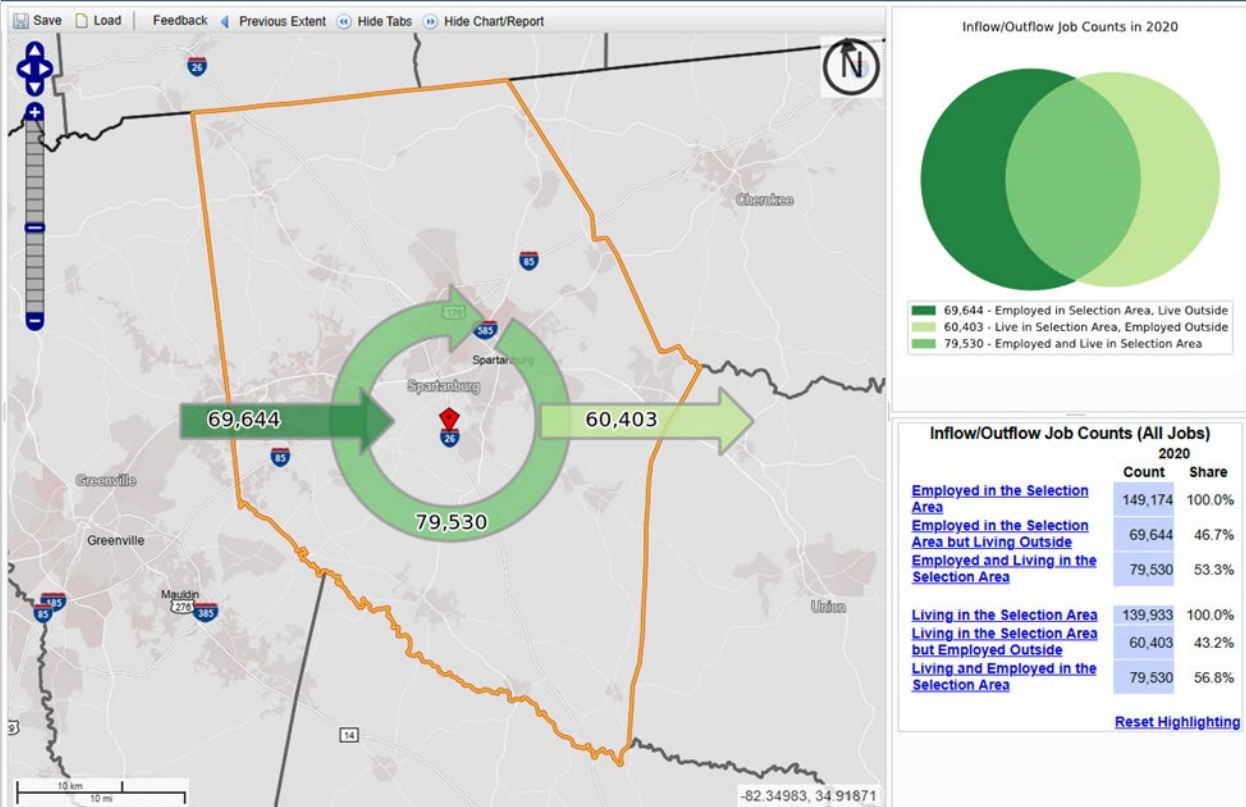 Save Load Feedback Previous Extent Hide Tabs Hide Chart/Report
26
N
Cherokee
85
176
585
Spartanburg
Spartanburg
69,644
60,403
26
85
Greenville
79,530
Greenville
Mauldin
276
385
85
Union
14
10 km
10 mi
-82.34983, 34.91871
Inflow/Outflow Job Counts in 2020
69,644 - Employed in Selection Area, Live Outside
60,403 - Live in Selection Area, Employed Outside
79,530 - Employed and Live in Selection Area
Inflow/Outflow Job Counts (All Jobs)
2020
Count Share
Employed in the Selection
Area 149,174 100.0%
Employed in the Selection
Area but Living Outside 69,644 46.7%
Employed and Living in the
Selection Area 79,530 53.3%
Living in the Selection Area 139,933 100.0%
Living in the Selection Area
but Employed Outside 60,403 43.2%
Living and Employed in the
Selection Area 79,530 56.8%
Reset Highlighting